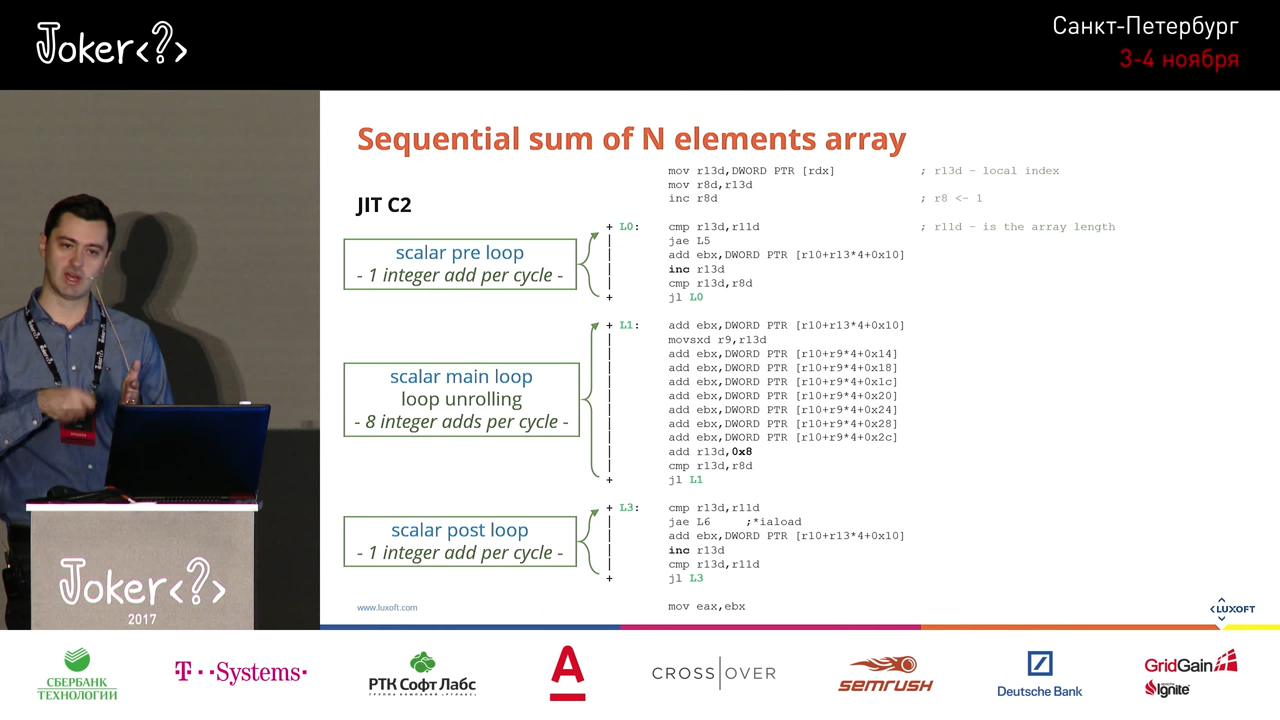 Joker<?>
Санкт-Петербург
3-4 ноября
Sequential sum of N elements array
JIT C2
mov r13d,DWORD PTR [rdx] ; r13d - local index
mov r8d,r13d
inc r8d ; r8 <- 1
scalar pre loop
- 1 integer add per cycle -
+ L0: cmp r13d,r11d ; r11d - is the array length
| jae L5
| add ebx,DWORD PTR [r10+r13*4+0x10]
| inc r13d
| cmp r13d,r8d
+ jl L0
scalar main loop
loop unrolling
- 8 integer adds per cycle -
+ L1: add ebx,DWORD PTR [r10+r13*4+0x10]
| movsxd r9,r13d
| add ebx,DWORD PTR [r10+r9*4+0x14]
| add ebx,DWORD PTR [r10+r9*4+0x18]
| add ebx,DWORD PTR [r10+r9*4+0x1c]
| add ebx,DWORD PTR [r10+r9*4+0x20]
| add ebx,DWORD PTR [r10+r9*4+0x24]
| add ebx,DWORD PTR [r10+r9*4+0x28]
| add ebx,DWORD PTR [r10+r9*4+0x2c]
| add r13d,0x8
| cmp r13d,r8d
+ jl L1
scalar post loop
- 1 integer add per cycle -
+ L3: cmp r13d,r11d
| jae L6 ;*iaload
| add ebx,DWORD PTR [r10+r13*4+0x10]
| inc r13d
| cmp r13d,r11d
+ jl L3
mov eax,ebx
www.luxoft.com
LUXOFT
Joker<?>
2017
СБЕРБАНК
ТЕХНОЛОГИИ
T··Systems·
РТК Софт Лабс
А
CROSS|OVER
semrush
Deutsche Bank
GridGain
Ignite